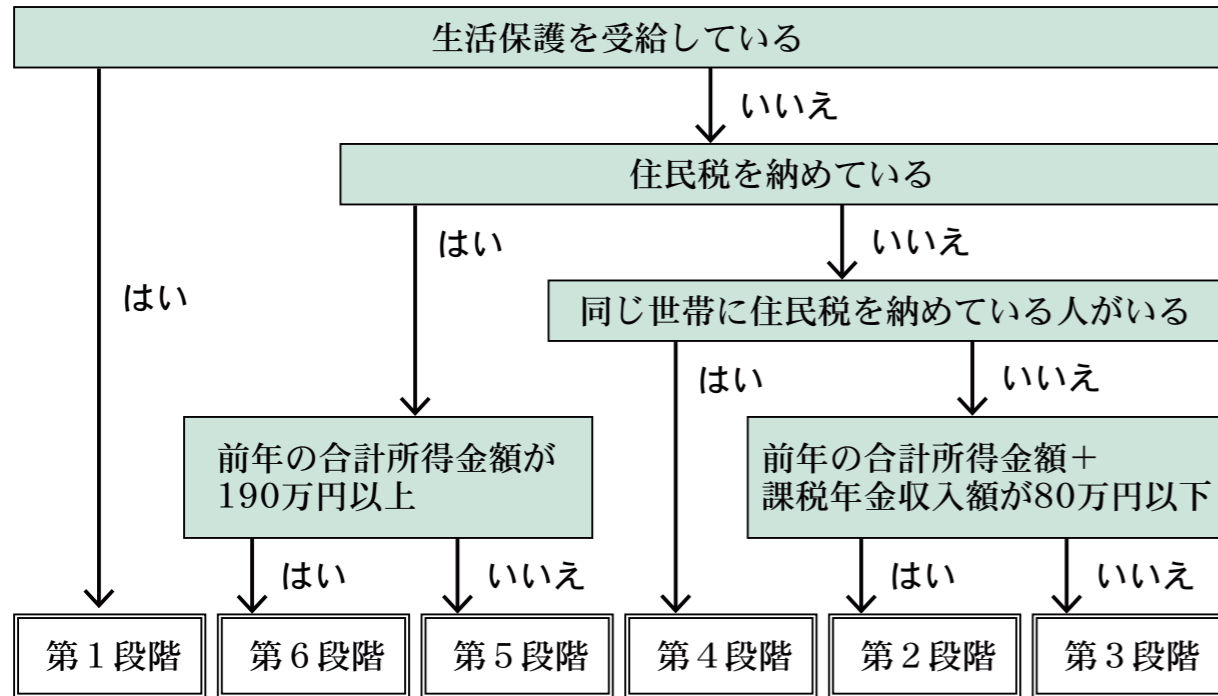 生活保護を受給している
いいえ
住民税を納めている
はい
いいえ
はい
同じ世帯に住民税を納めている人がいる
はい
いいえ
前年の合計所得金額が
190万円以上
前年の合計所得金額＋
課税年金収入額が80万円以下
はい
いいえ
はい
いいえ
第１段階
第６段階
第５段階
第４段階
第２段階
第３段階